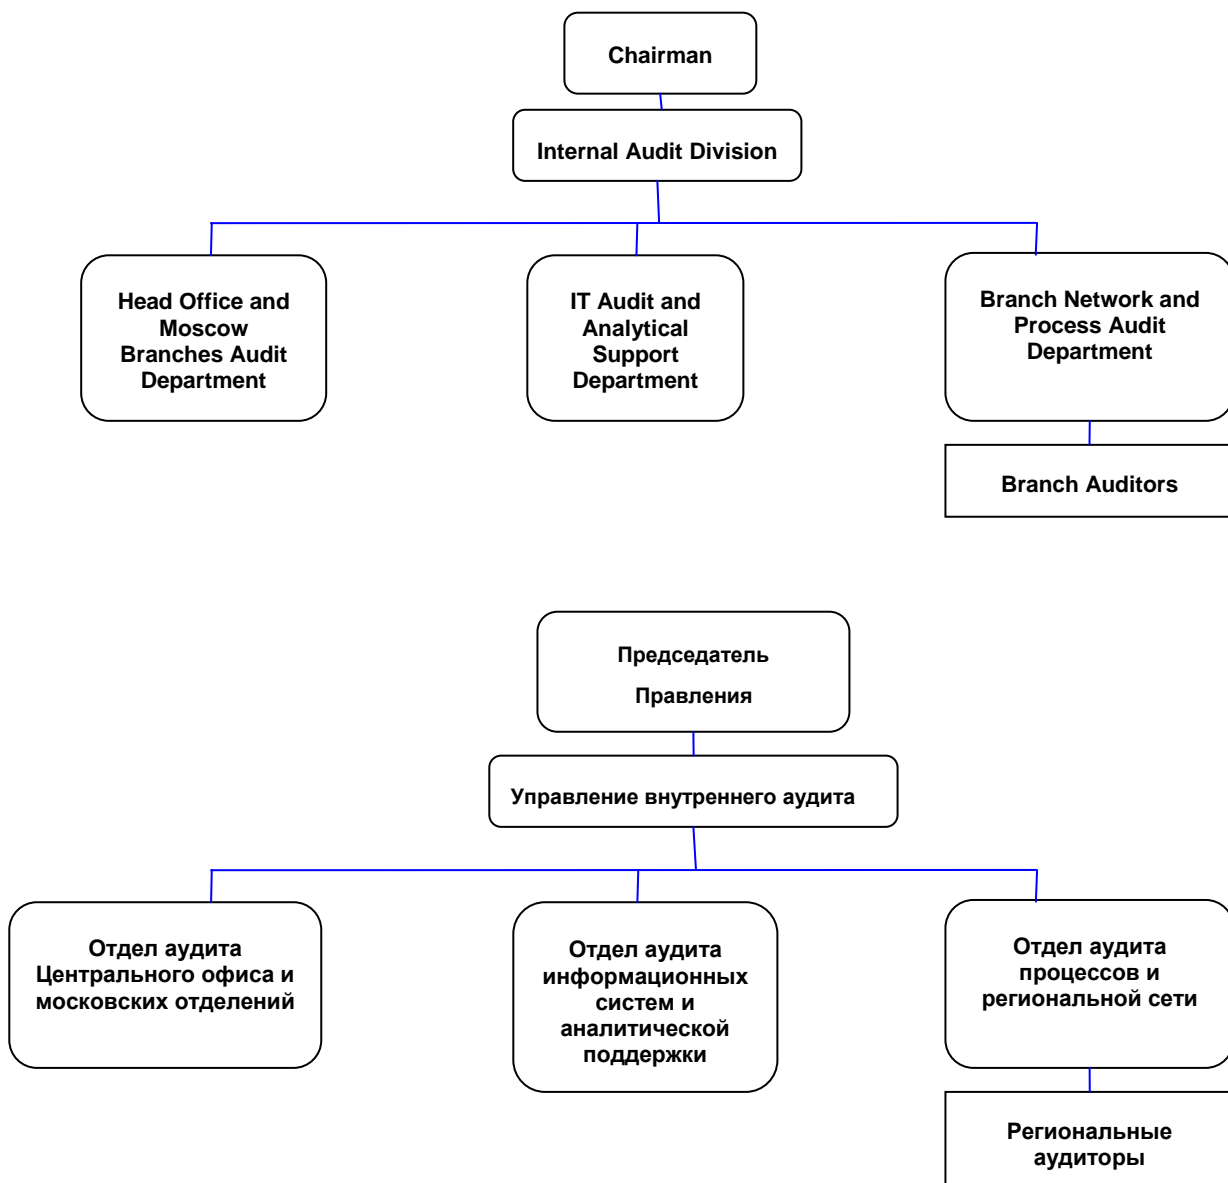 Chairman
Internal Audit Division
Head Office and
Moscow
Branches Audit
Department
IT Audit and
Analytical
Support
Department
Branch Network and
Process Audit
Department
Branch Auditors
Председатель
Правления
Управление внутреннего аудита
Отдел аудита
Центрального офиса и
московских отделений
Отдел аудита
информационных
систем и
аналитической
поддержки
Отдел аудита
процессов и
региональной сети
Региональные
аудиторы